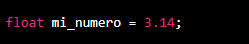 float mi_numero = 3.14;